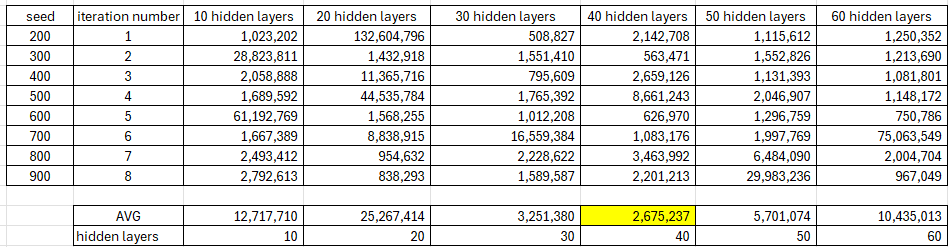 seed iteration number 10 hidden layers 20 hidden layers 30 hidden layers 40 hidden layers 50 hidden layers 60 hidden layers
200 1 1,023,202 132,604,796 508,827 2,142,708 1,115,612 1,250,352
300 2 28,823,811 1,432,918 1,551,410 563,471 1,552,826 1,213,690
400 3 2,058,888 11,365,716 795,609 2,659,126 1,131,393 1,081,801
500 4 1,689,592 44,535,784 1,765,392 8,661,243 2,046,907 1,148,172
600 5 61,192,769 1,568,255 1,012,208 626,970 1,296,759 750,786
700 6 1,667,389 8,838,915 16,559,384 1,083,176 1,997,769 75,063,549
800 7 2,493,412 954,632 2,228,622 3,463,992 6,484,090 2,004,704
900 8 2,792,613 838,293 1,589,587 2,201,213 29,983,236 967,049
AVG 12,717,710 25,267,414 3,251,380 2,675,237 5,701,074 10,435,013
hidden layers 10 20 30 40 50 60